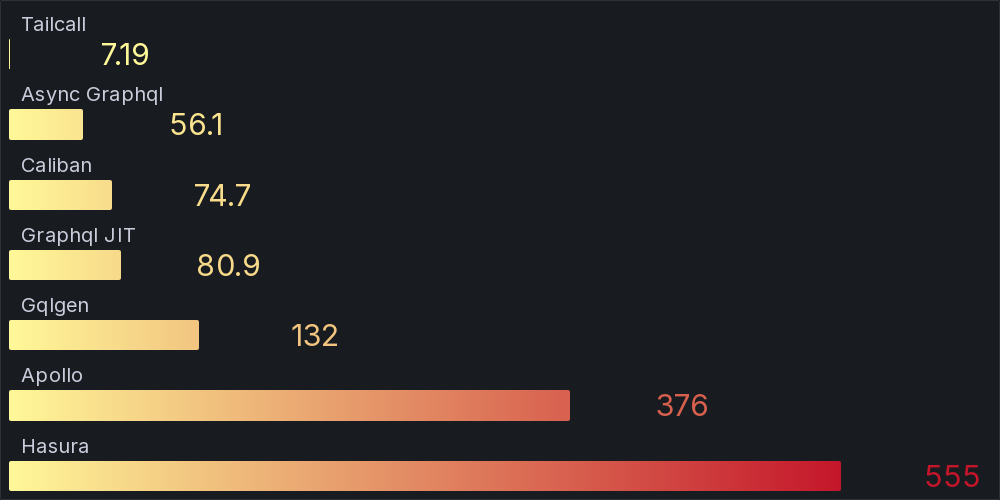 Tailcall
7.19
Async Graphql
56.1
Caliban
74.7
Graphql JIT
80.9
Gqlgen
132
Apollo
376
Hasura
555